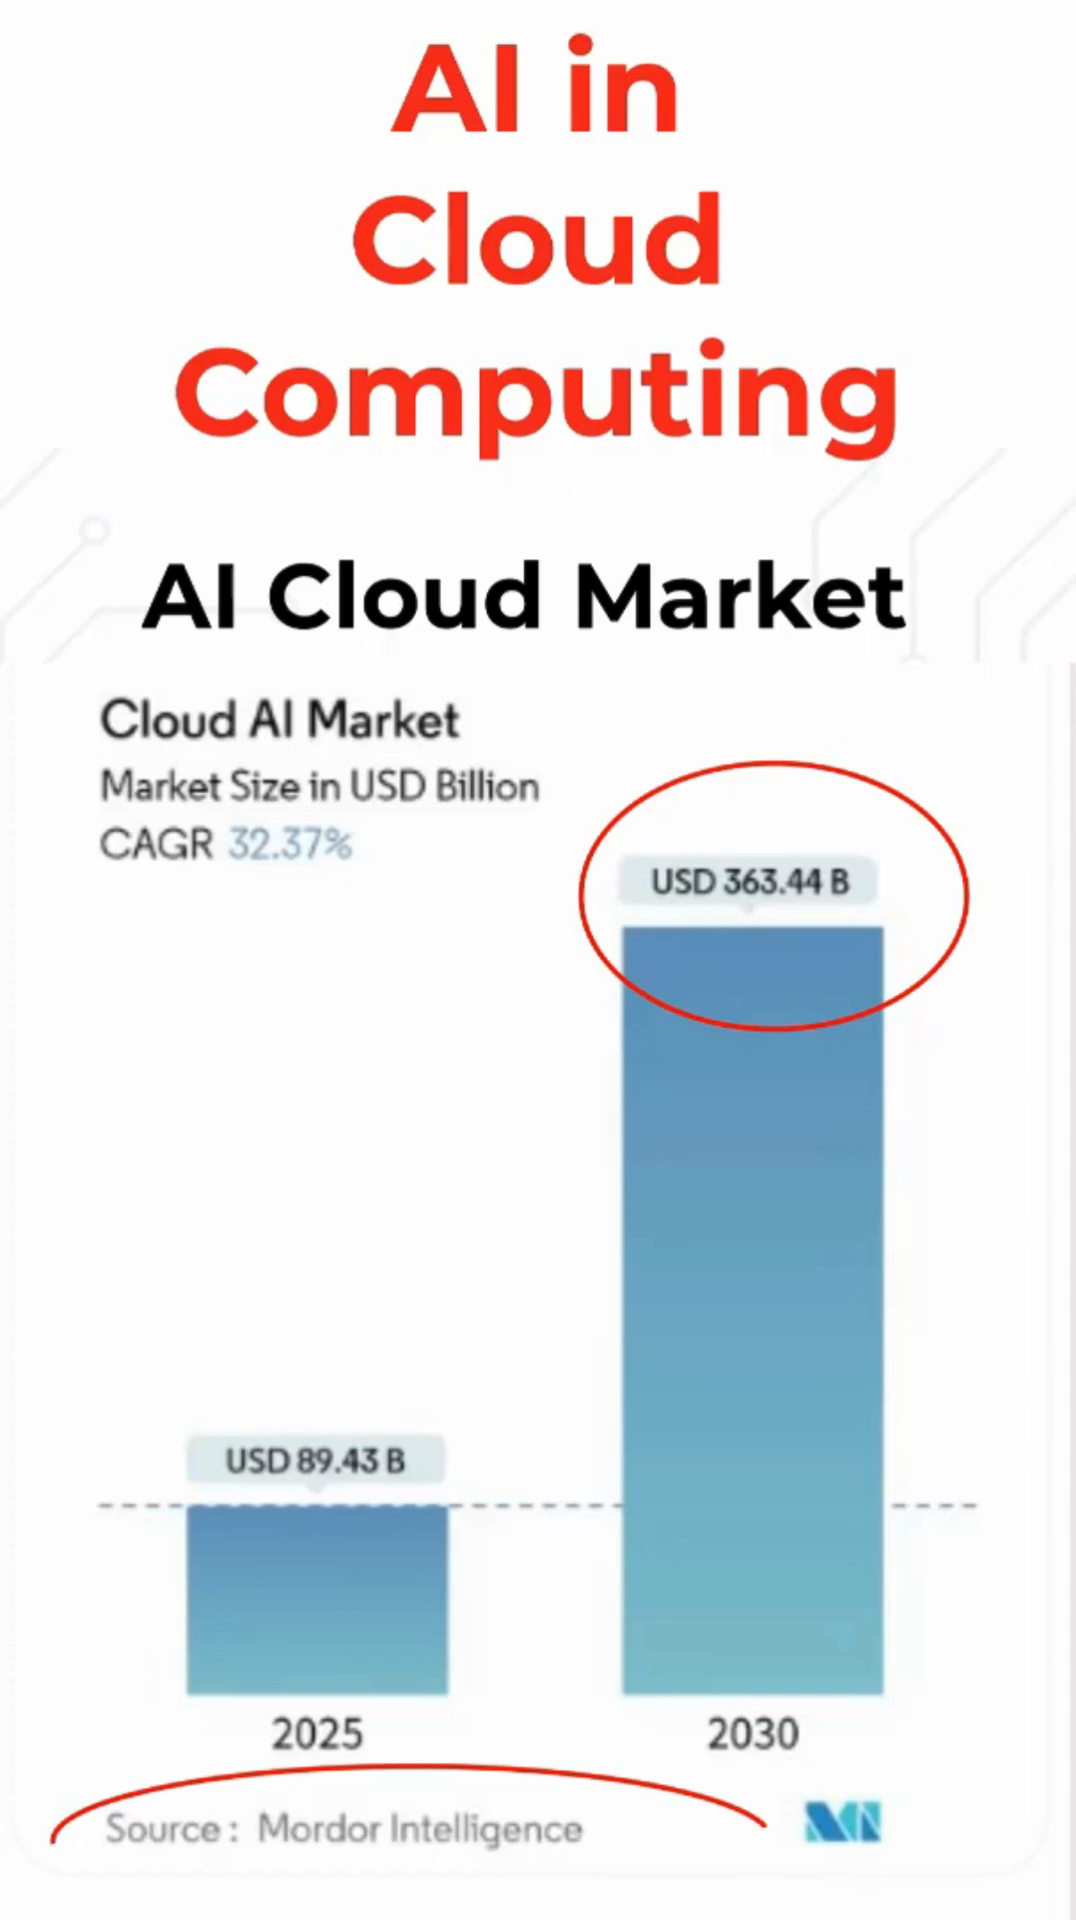 AI in
Cloud
Computing
AI Cloud Market
Cloud AI Market
Market Size in USD Billion
CAGR 32.37%
USD 363.44 B
USD 89.43 B
2025
2030
Source : Mordor Intelligence